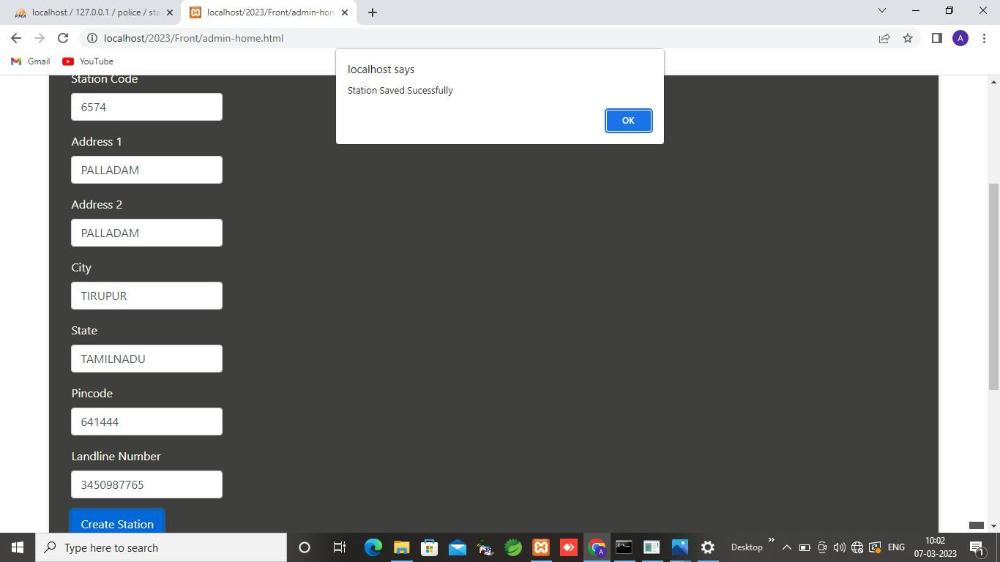 localhost / 127.0.0.1 / police / sta
localhost/2023/Front/admin-hom
localhost/2023/Front/admin-home.html
A
Gmail
YouTube
localhost says
Station Saved Sucessfully
OK
Station Code
6574
Address 1
PALLADAM
Address 2
PALLADAM
City
TIRUPUR
State
TAMILNADU
Pincode
641444
Landline Number
3450987765
Create Station
Type here to search
A
Desktop
ENG
10:02
07-03-2023
1